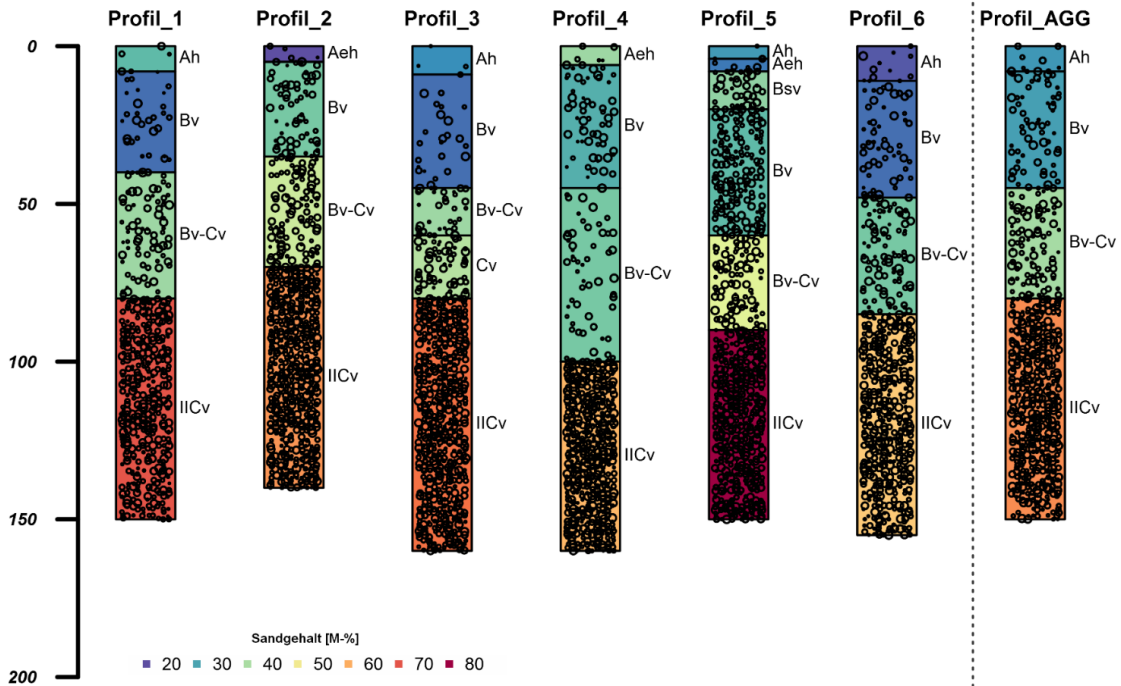 Profil_1 Profil_2 Profil_3 Profil_4 Profil_5 Profil_6 Profil_AGG
0
50
100
150
200
Ah
Bv
Bv-Cv
IICv
Aeh
Bv
Bv-Cv
IICv
Ah
Bv
Bv-Cv
Cv
IICv
Aeh
Bv
Bv-Cv
IICv
Ah
Aeh
Bsv
Bv
Bv-Cv
IICv
Ah
Bv
Bv-Cv
IICv
Ah
Bv
Bv-Cv
IICv
Sandgehalt [M-%]
20 30 40 50 60 70 80